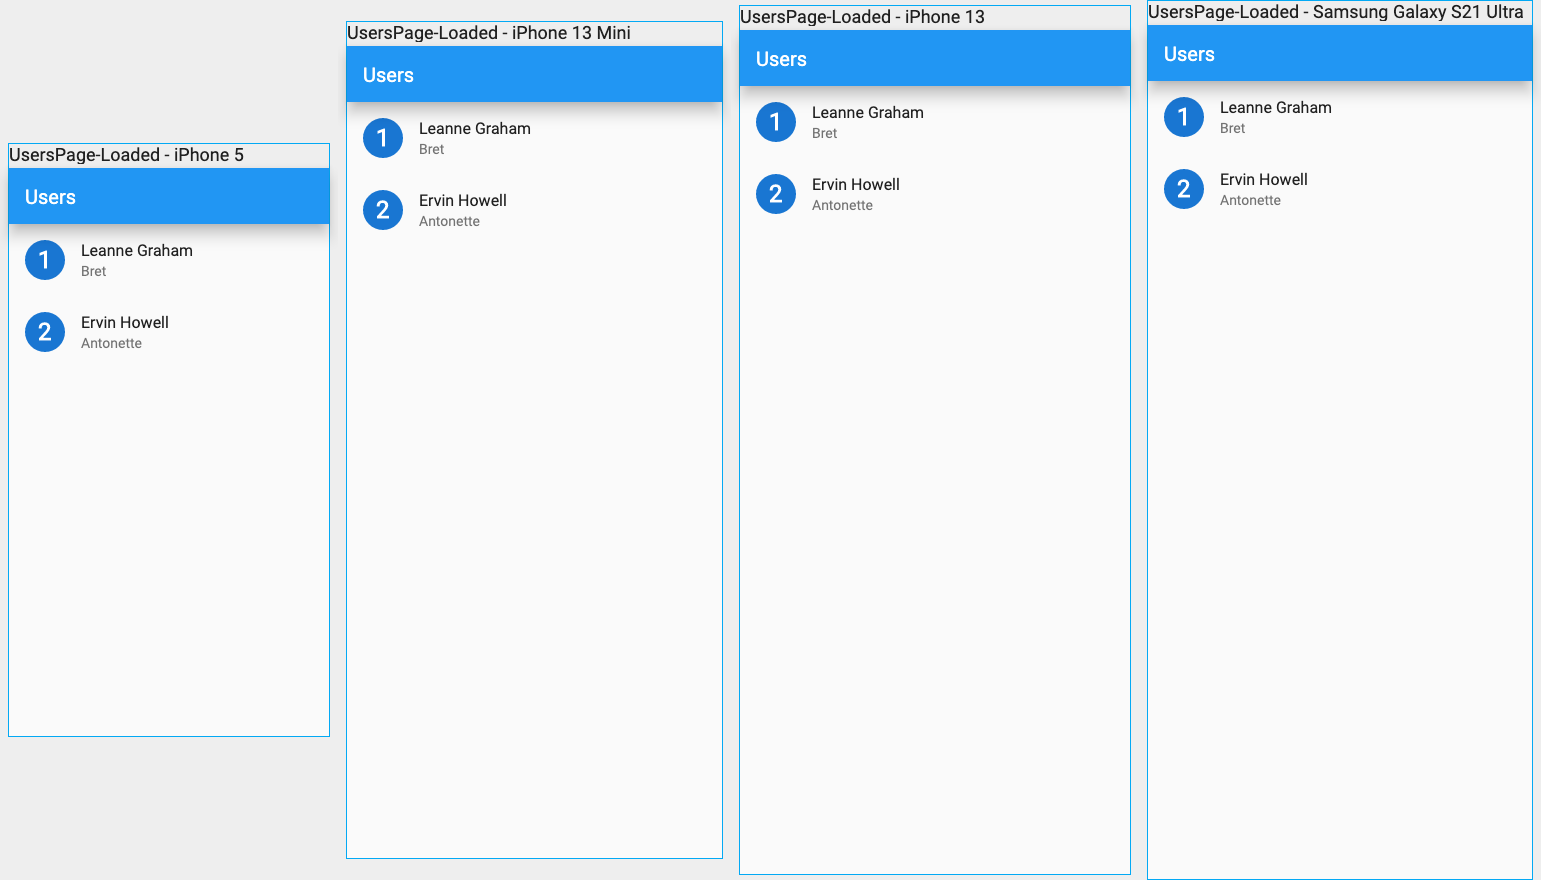 UsersPage-Loaded - iPhone 5
Users
1
Leanne Graham
Bret
2
Ervin Howell
Antonette
UsersPage-Loaded - iPhone 13 Mini
Users
1
Leanne Graham
Bret
2
Ervin Howell
Antonette
UsersPage-Loaded - iPhone 13
Users
1
Leanne Graham
Bret
2
Ervin Howell
Antonette
UsersPage-Loaded - Samsung Galaxy S21 Ultra
Users
1
Leanne Graham
Bret
2
Ervin Howell
Antonette